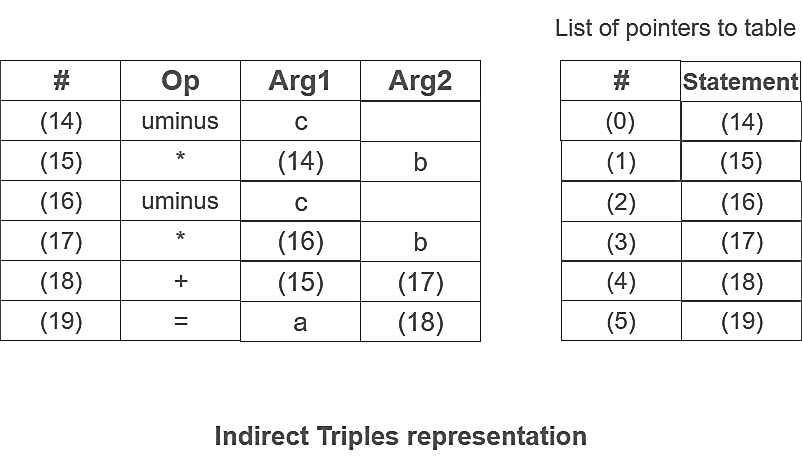 List of pointers to table
# Op Arg1 Arg2 # Statement
(14) uminus c (0) (14)
(15) * (14) b (1) (15)
(16) uminus c (2) (16)
(17) * (16) b (3) (17)
(18) + (15) (17) (4) (18)
(19) = a (18) (5) (19)
Indirect Triples representation